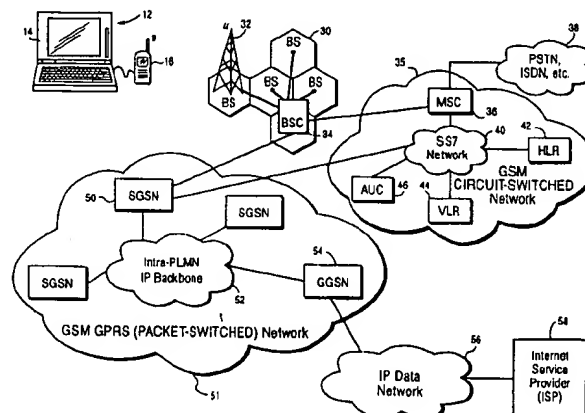 12
14
16
32
30
BS
BS
BS
BS
BS
BSC
34
35
38
PSTN,
ISDN, etc.
MSC
36
SS7
Network
40
42
HLR
GSM
CIRCUIT-SWITCHED
Network
AUC
46
44
VLR
50
SGSN
SGSN
SGSN
Intra-PLMN
IP Backbone
52
54
GGSN
GSM GPRS (PACKET-SWITCHED) Network
51
56
IP Data
Network
58
Internet
Service
Provider
(ISP)